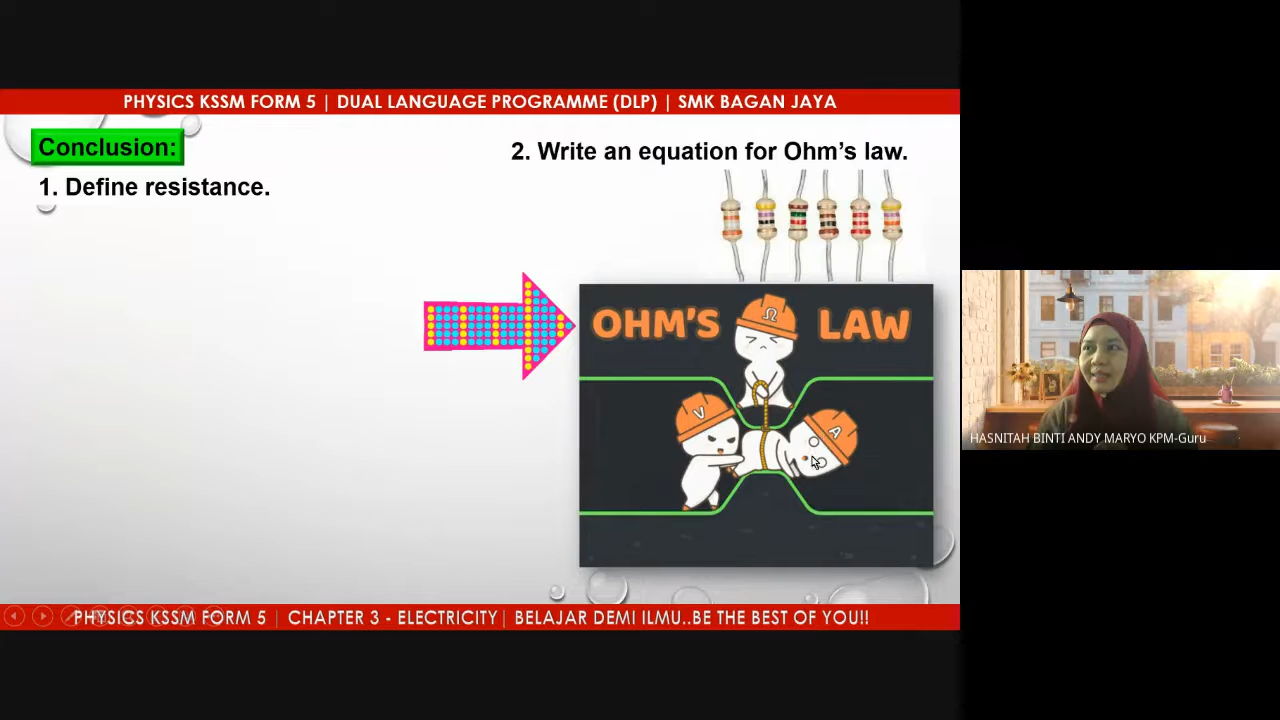 PHYSICS KSSM FORM 5 | DUAL LANGUAGE PROGRAMME (DLP) | SMK BAGAN JAYA
Conclusion:
1. Define resistance.
2. Write an equation for Ohm's law.
OHM'S LAW
Ω
V
A
HASNITAH BINTI ANDY MARYO KPM-Guru
PHYSICS KSSM FORM 5 | CHAPTER 3 - ELECTRICITY | BELAJAR DEMI ILMU..BE THE BEST OF YOU!!